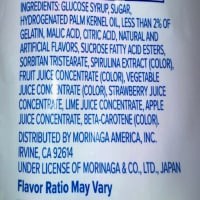 INGREDIENTS: GLUCOSE SYRUP, SUGAR,
HYDROGENATED PALM KERNEL OIL, LESS THAN 2% OF
GELATIN, MALIC ACID, CITRIC ACID, NATURAL AND
ARTIFICIAL FLAVORS, SUCROSE FATTY ACID ESTERS,
SORBITAN TRISTEARATE, SPIRULINA EXTRACT (COLOR),
FRUIT JUICE CONCENTRATE (COLOR), VEGETABLE
JUICE CONCENTRATE (COLOR), STRAWBERRY JUICE
CONCENTRATE, LIME JUICE CONCENTRATE, APPLE
JUICE CONCENTRATE, BETA-CAROTENE (COLOR).
DISTRIBUTED BY MORINAGA AMERICA, INC.
IRVINE, CA 92614
UNDER LICENSE OF MORINAGA & CO., LTD., JAPAN
Flavor Ratio May Vary